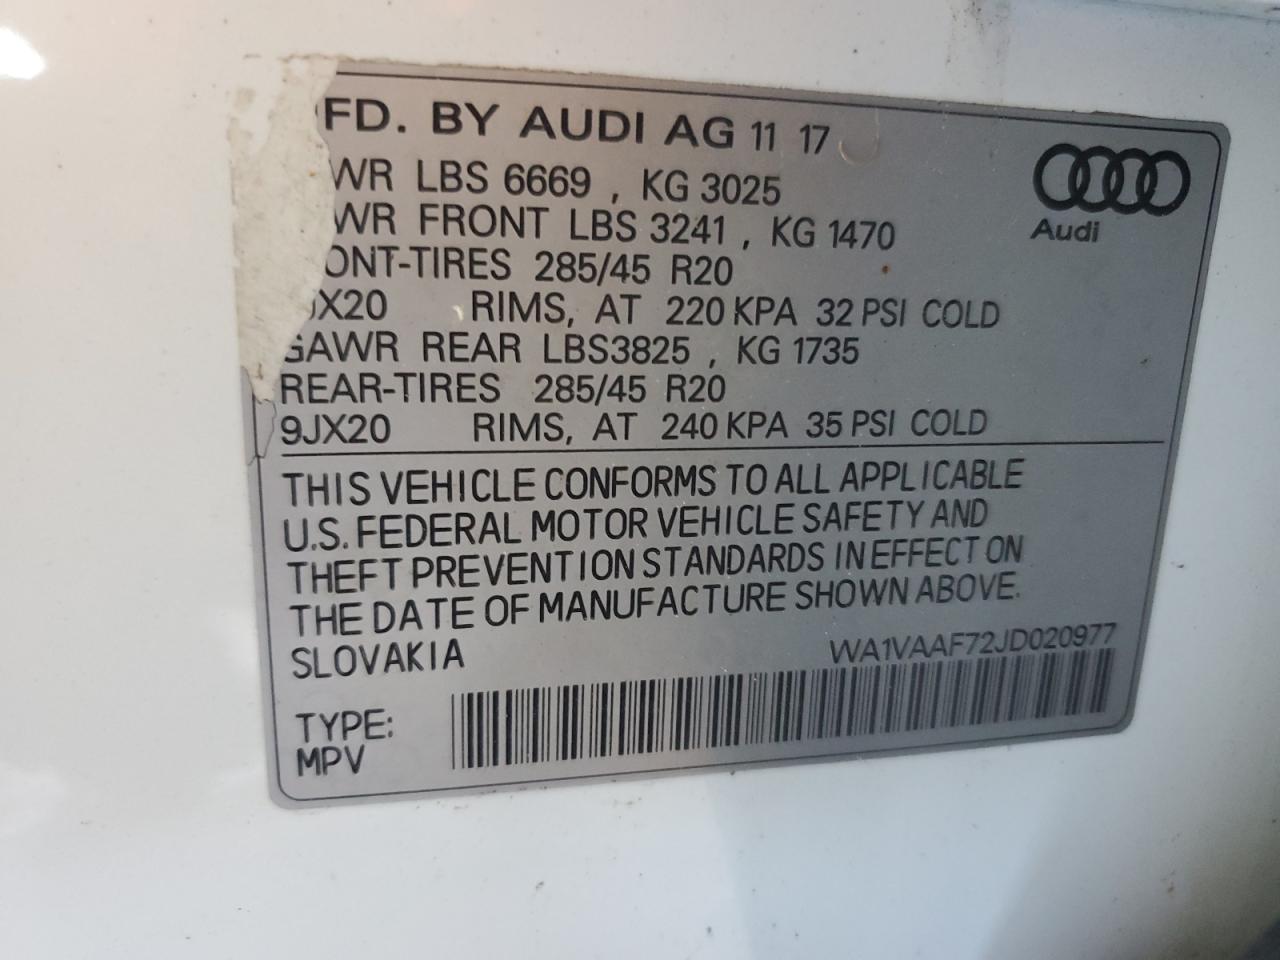 FD. BY AUDI AG 11 17
WR LBS 6669 , KG 3025
WR FRONT LBS 3241 , KG 1470
Audi
ONT-TIRES 285/45 R20
JX20 RIMS, AT 220 KPA 32 PSI COLD
GAWR REAR LBS3825 , KG 1735
REAR-TIRES 285/45 R20
9JX20 RIMS, AT 240 KPA 35 PSI COLD
THIS VEHICLE CONFORMS TO ALL APPLICABLE
U.S. FEDERAL MOTOR VEHICLE SAFETY AND
THEFT PREVENTION STANDARDS IN EFFECT ON
THE DATE OF MANUFACTURE SHOWN ABOVE.
SLOVAKIA
WA1VAAF72JD020977
TYPE:
MPV